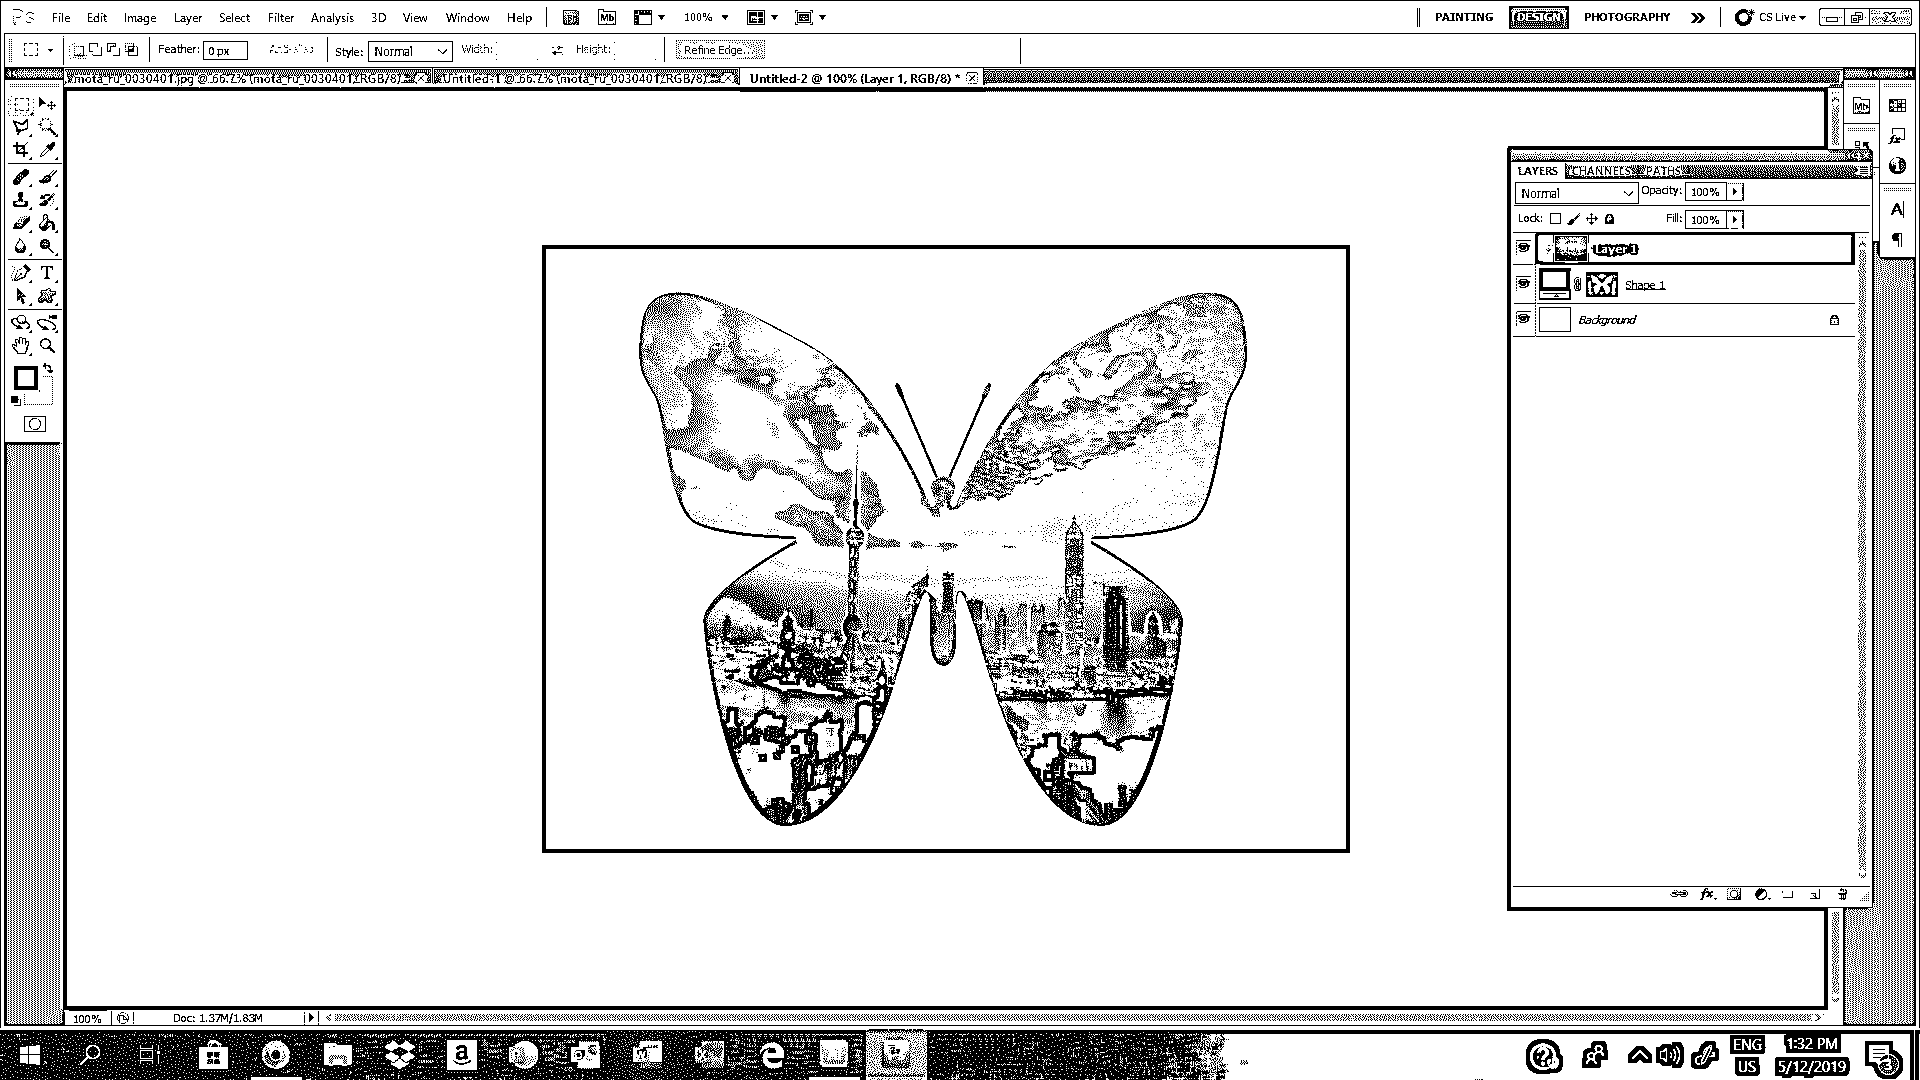 Ps File Edit Image Layer Select Filter Analysis 3D View Window Help Br Mb 100% PAINTING DESIGN PHOTOGRAPHY CS Live
Feather: 0 px Anti-alias Style: Normal Width: Height: Refine Edge...
mota_ru_0030401.jpg @ 66.7% (mota_ru_0030401, RGB/8) Untitled-1 @ 66.7% (mota_ru_0030401, RGB/8) Untitled-2 @ 100% (Layer 1, RGB/8) *
Mb
LAYERS CHANNELS PATHS
Normal Opacity: 100%
Lock: Fill: 100%
Layer 1
Shape 1
Background
100% Doc: 1.37M/1.83M
ENG 1:32 PM
US 5/12/2019
3